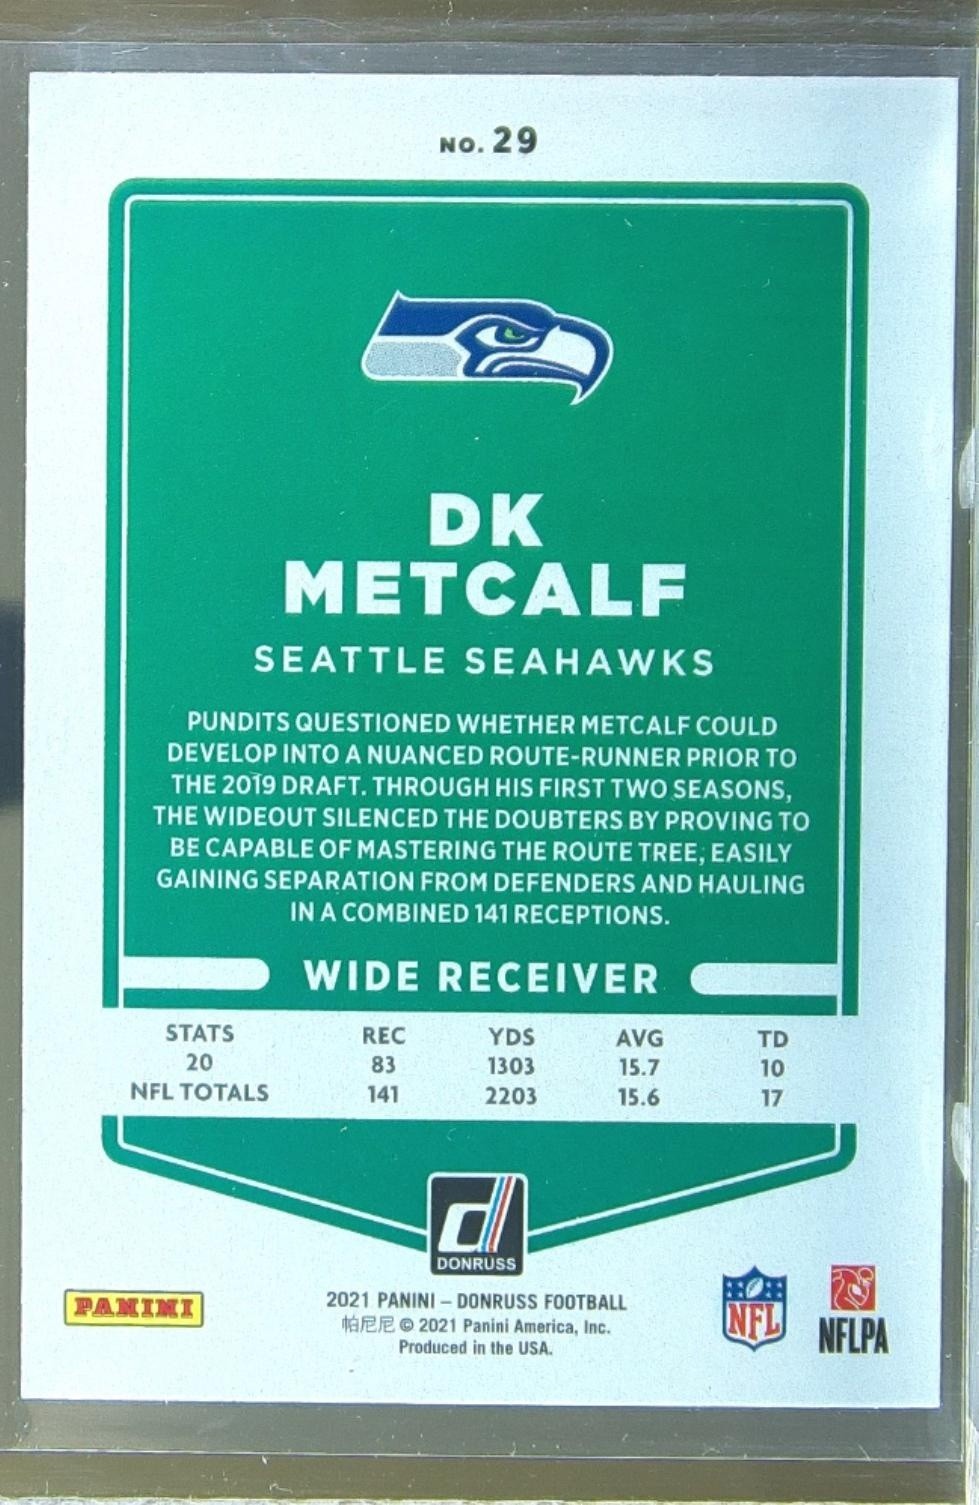 NO. 29
DK
METCALF
SEATTLE SEAHAWKS
PUNDITS QUESTIONED WHETHER METCALF COULD
DEVELOP INTO A NUANCED ROUTE-RUNNER PRIOR TO
THE 2019 DRAFT. THROUGH HIS FIRST TWO SEASONS,
THE WIDEOUT SILENCED THE DOUBTERS BY PROVING TO
BE CAPABLE OF MASTERING THE ROUTE TREE, EASILY
GAINING SEPARATION FROM DEFENDERS AND HAULING
IN A COMBINED 141 RECEPTIONS.
WIDE RECEIVER
STATS REC YDS AVG TD
20 83 1303 15.7 10
NFL TOTALS 141 2203 15.6 17
d
DONRUSS
PANINI
2021 PANINI – DONRUSS FOOTBALL
帕尼尼 © 2021 Panini America, Inc.
Produced in the USA.
NFL
NFLPA